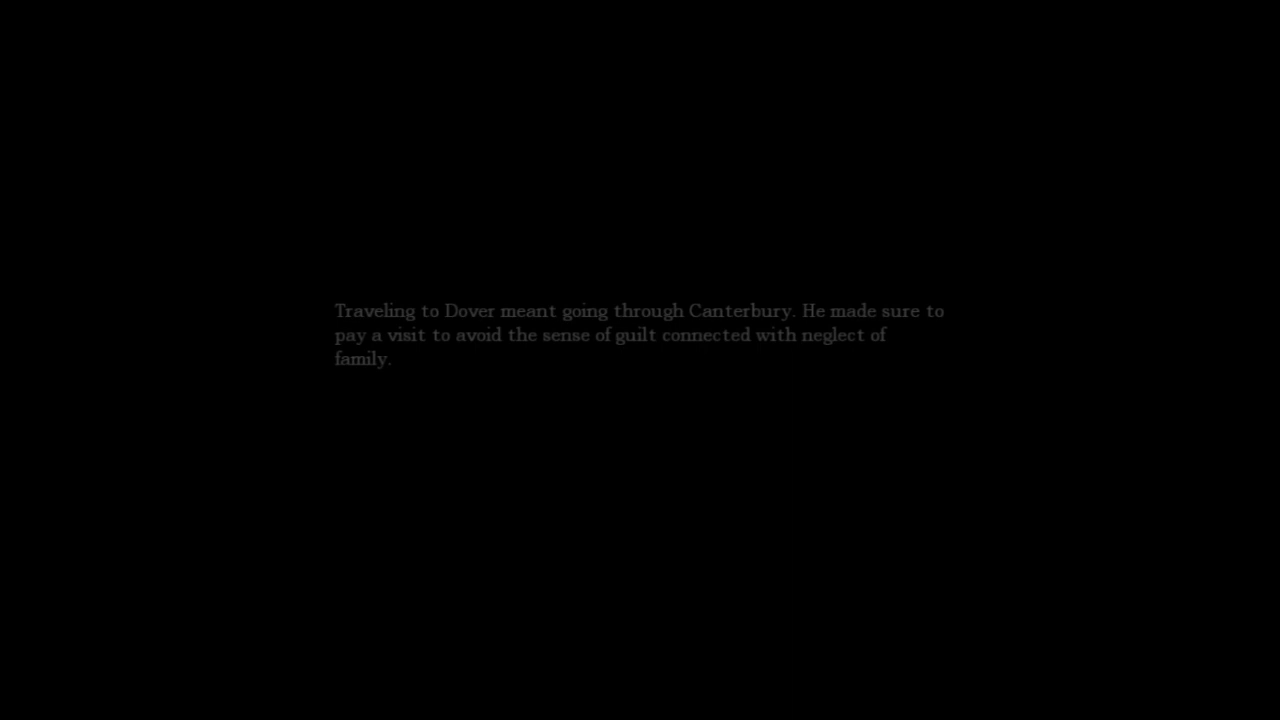 Traveling to Dover meant going through Canterbury. He made sure to
pay a visit to avoid the sense of guilt connected with neglect of
family.